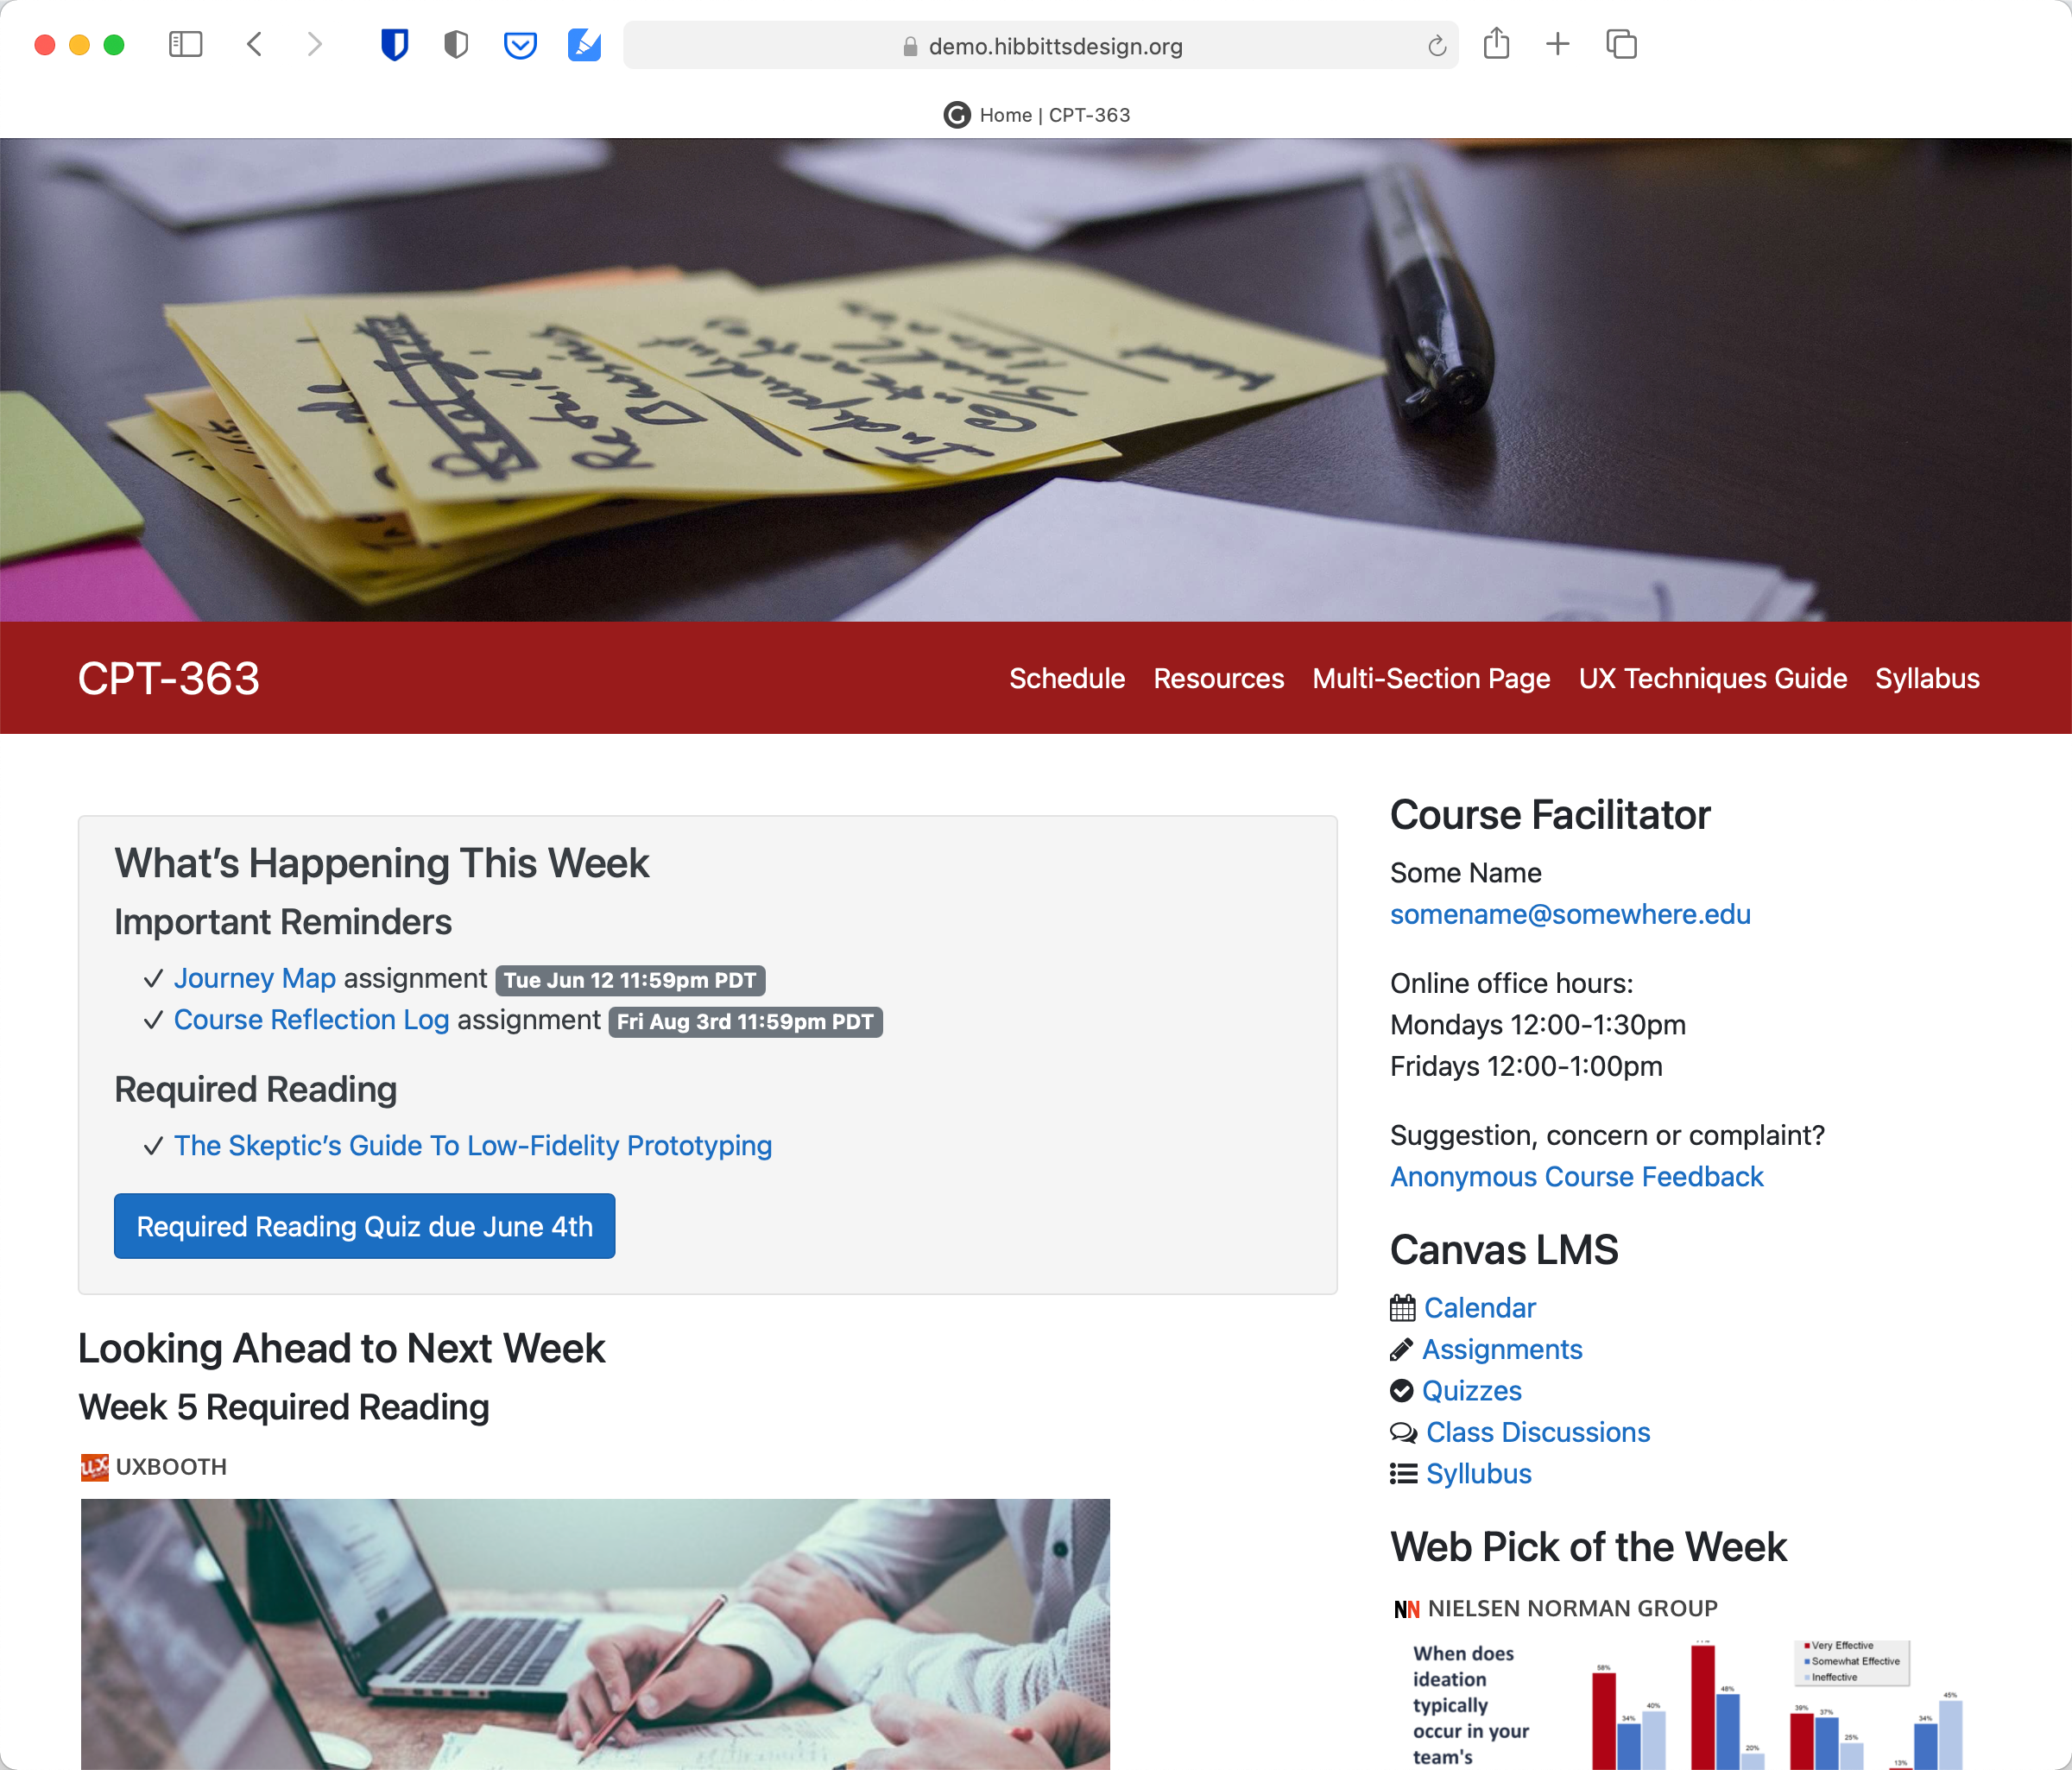 demo.hibbittsdesign.org
Home | CPT-363
CPT-363
Schedule Resources Multi-Section Page UX Techniques Guide Syllabus
What’s Happening This Week
Important Reminders
Journey Map assignment Tue Jun 12 11:59pm PDT
Course Reflection Log assignment Fri Aug 3rd 11:59pm PDT
Required Reading
The Skeptic’s Guide To Low-Fidelity Prototyping
Required Reading Quiz due June 4th
Looking Ahead to Next Week
Week 5 Required Reading
ux UXBOOTH
Course Facilitator
Some Name
somename@somewhere.edu
Online office hours:
Mondays 12:00-1:30pm
Fridays 12:00-1:00pm
Suggestion, concern or complaint?
Anonymous Course Feedback
Canvas LMS
Calendar
Assignments
Quizzes
Class Discussions
Syllubus
Web Pick of the Week
NN NIELSEN NORMAN GROUP
When does
ideation
typically
occur in your
team's
Very Effective
Somewhat Effective
Ineffective
58% 34% 40%
48% 20%
39% 37% 25%
13% 34% 45%